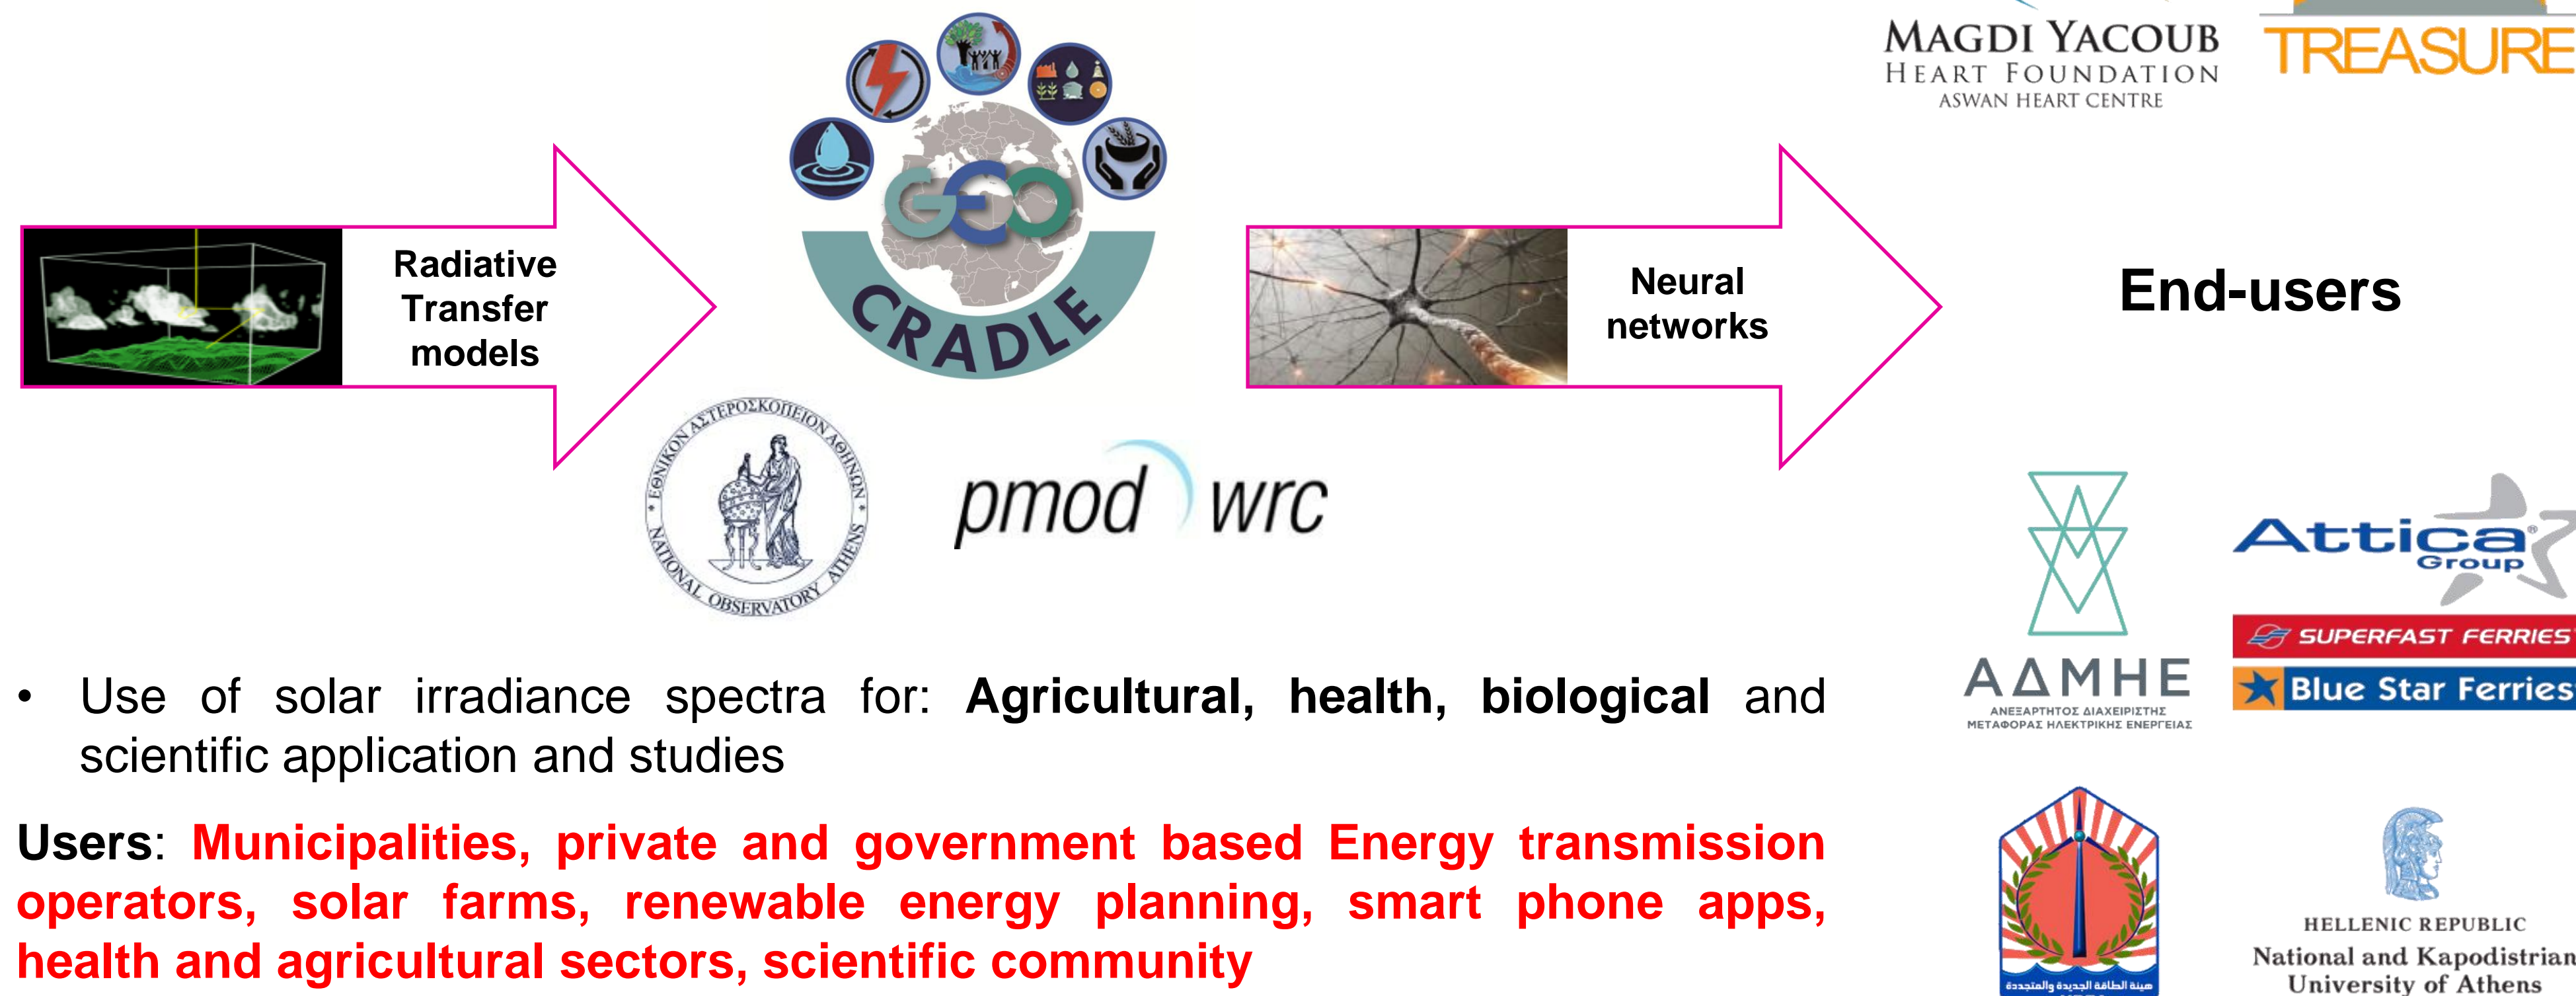 MAGDI YACOUB
HEART FOUNDATION
ASWAN HEART CENTRE
TREASURE
Radiative
Transfer
models
GEO
CRADLE
Neural
networks
End-users
ΕΘΝΙΚΟΝ ΑΣΤΕΡΟΣΚΟΠΕΙΟΝ ΑΘΗΝΩΝ
NATIONAL OBSERVATORY ATHENS
pmod wrc
Attica®
Group
SUPERFAST FERRIES
Blue Star Ferries
ΑΔΜΗΕ
ΑΝΕΞΑΡΤΗΤΟΣ ΔΙΑΧΕΙΡΙΣΤΗΣ
ΜΕΤΑΦΟΡΑΣ ΗΛΕΚΤΡΙΚΗΣ ΕΝΕΡΓΕΙΑΣ
• Use of solar irradiance spectra for: Agricultural, health, biological and
scientific application and studies
Users: Municipalities, private and government based Energy transmission
operators, solar farms, renewable energy planning, smart phone apps,
health and agricultural sectors, scientific community
هيئة الطاقة الجديدة والمتجددة
HELLENIC REPUBLIC
National and Kapodistrian
University of Athens